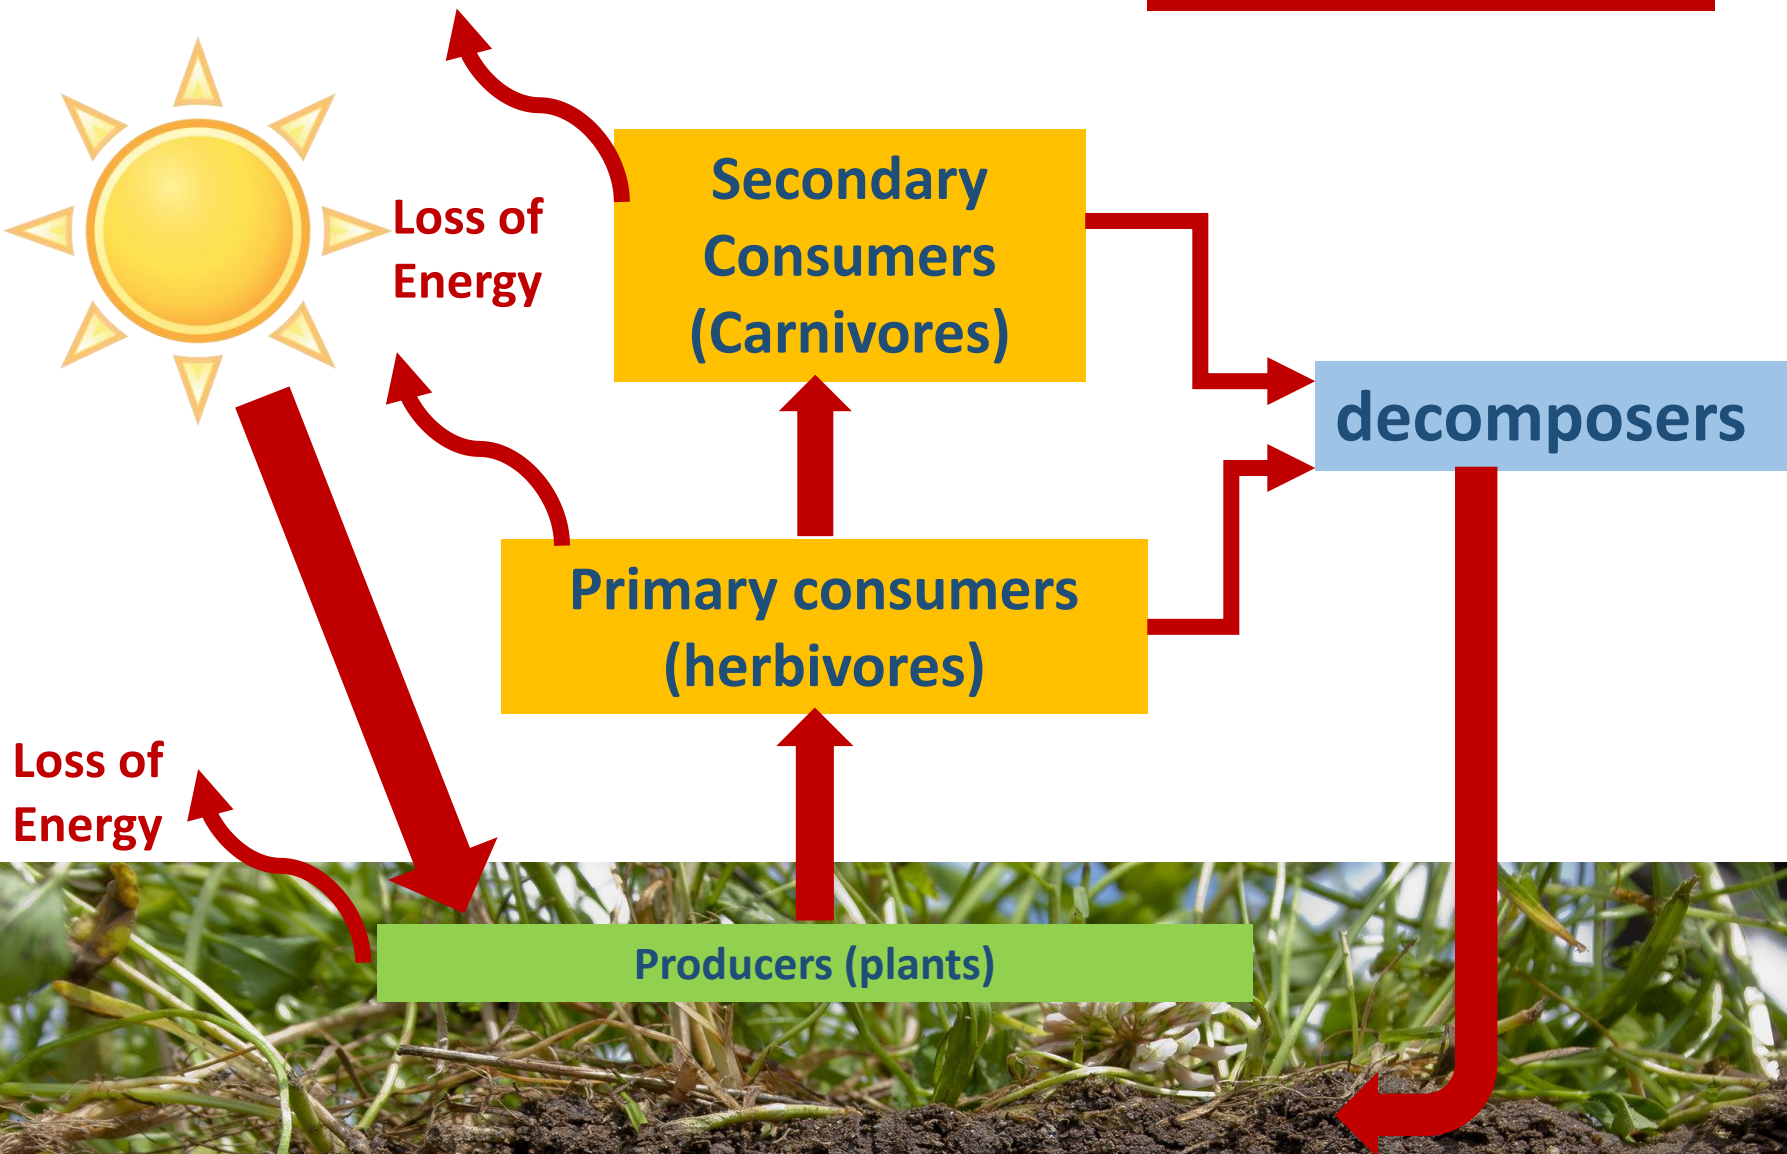 Secondary
Consumers
(Carnivores)
Loss of
Energy
decomposers
Primary consumers
(herbivores)
Loss of
Energy
Producers (plants)